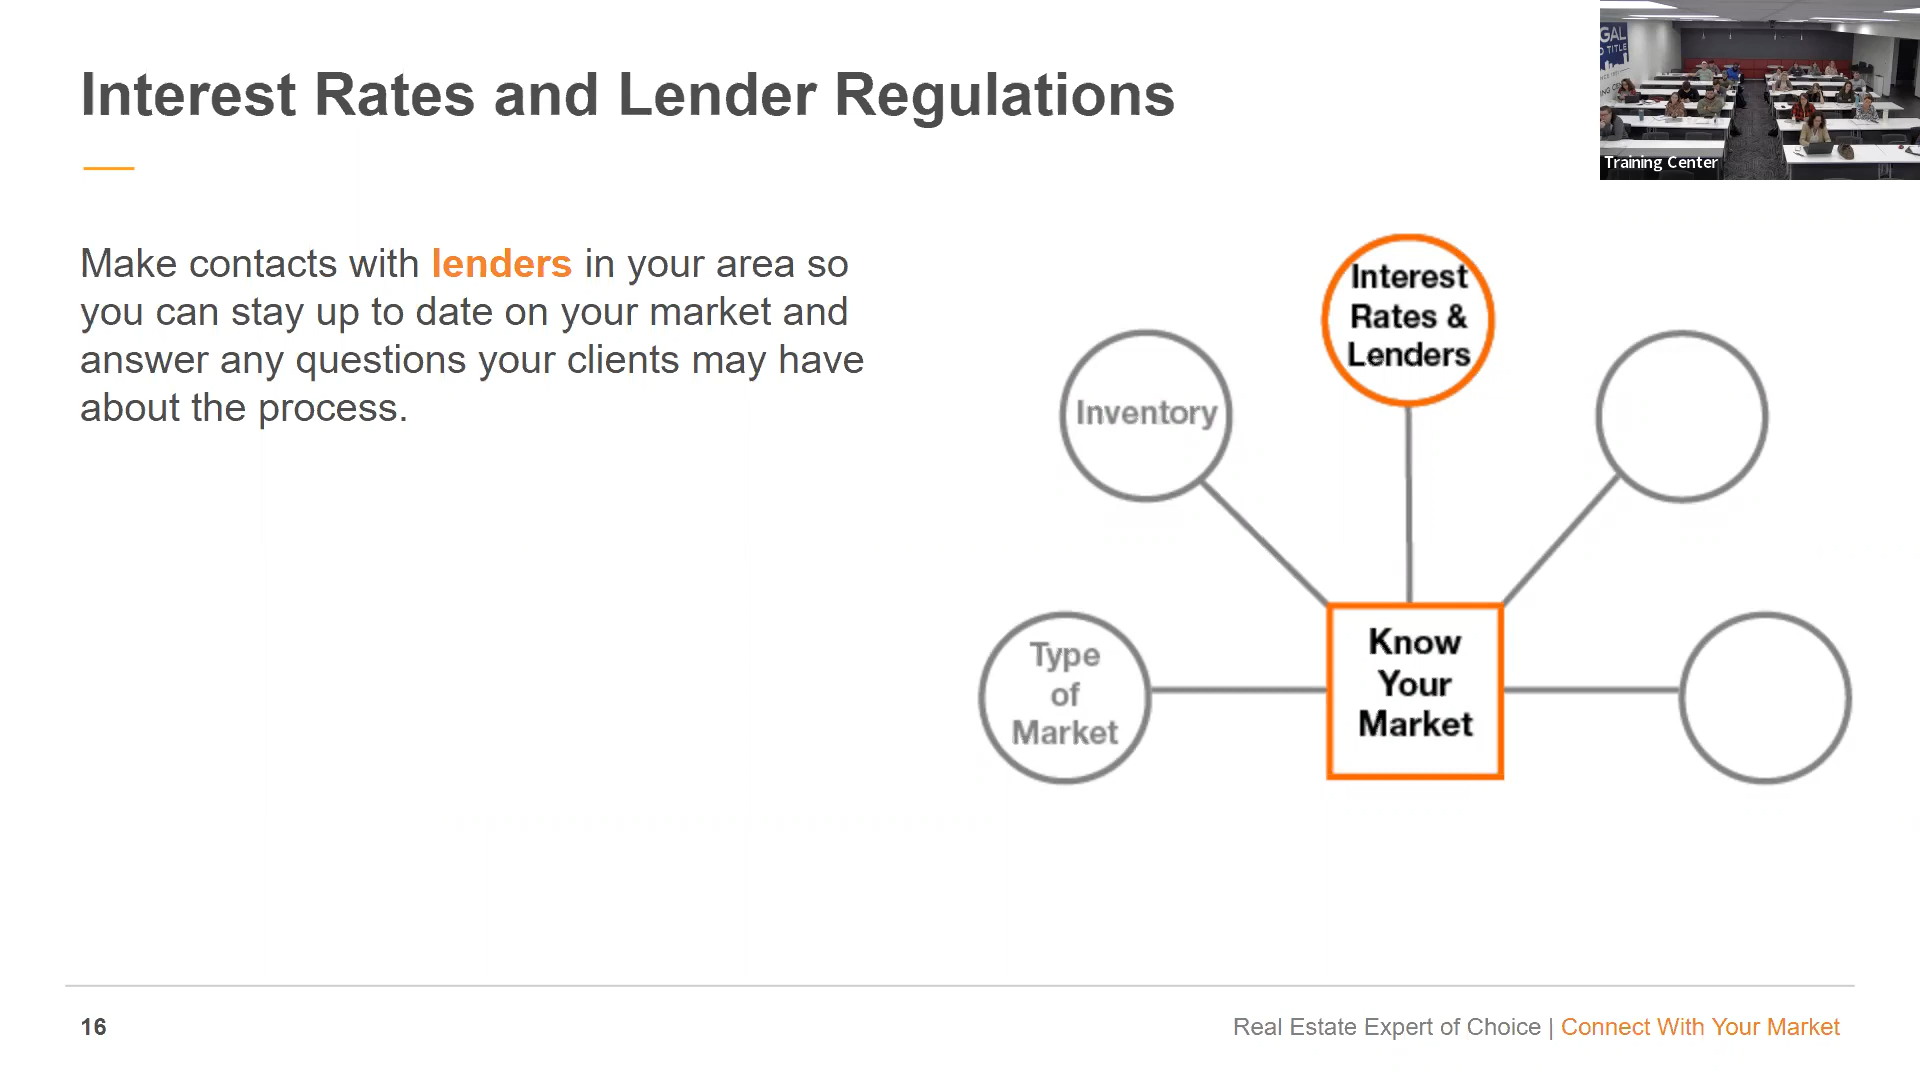 Interest Rates and Lender Regulations
GAL
TITLE
Training Center
Make contacts with lenders in your area so
you can stay up to date on your market and
answer any questions your clients may have
about the process.
Interest
Rates &
Lenders
Inventory
Type
of
Market
Know
Your
Market
16
Real Estate Expert of Choice | Connect With Your Market